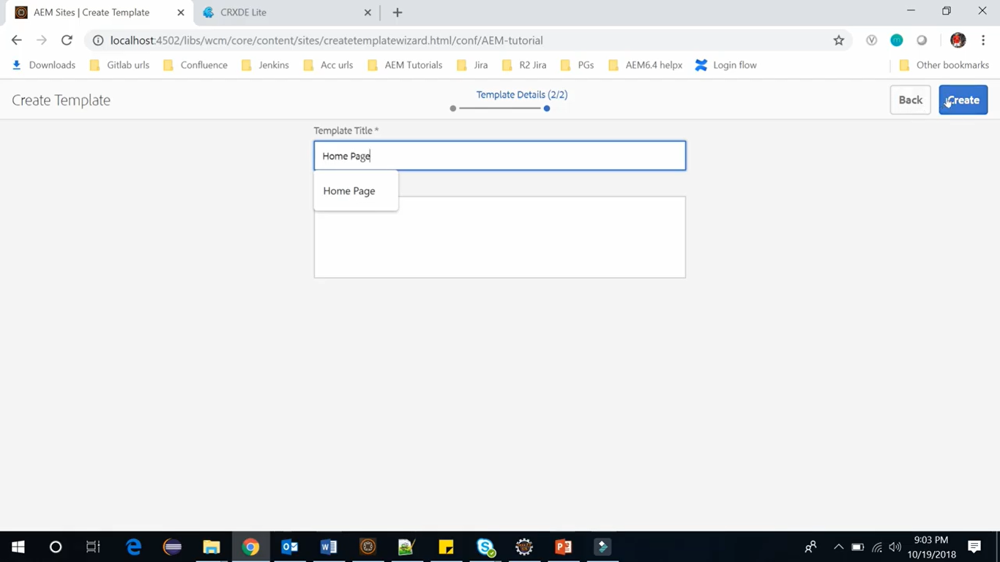 AEM Sites | Create Template
CRXDE Lite
localhost:4502/libs/wcm/core/content/sites/createtemplatewizard.html/conf/AEM-tutorial
Downloads Gitlab urls Confluence Jenkins Acc urls AEM Tutorials Jira R2 Jira PGs AEM6.4 helpx Login flow Other bookmarks
Create Template
Template Details (2/2)
Back
Create
Template Title *
Home Page
Home Page
9:03 PM
10/19/2018